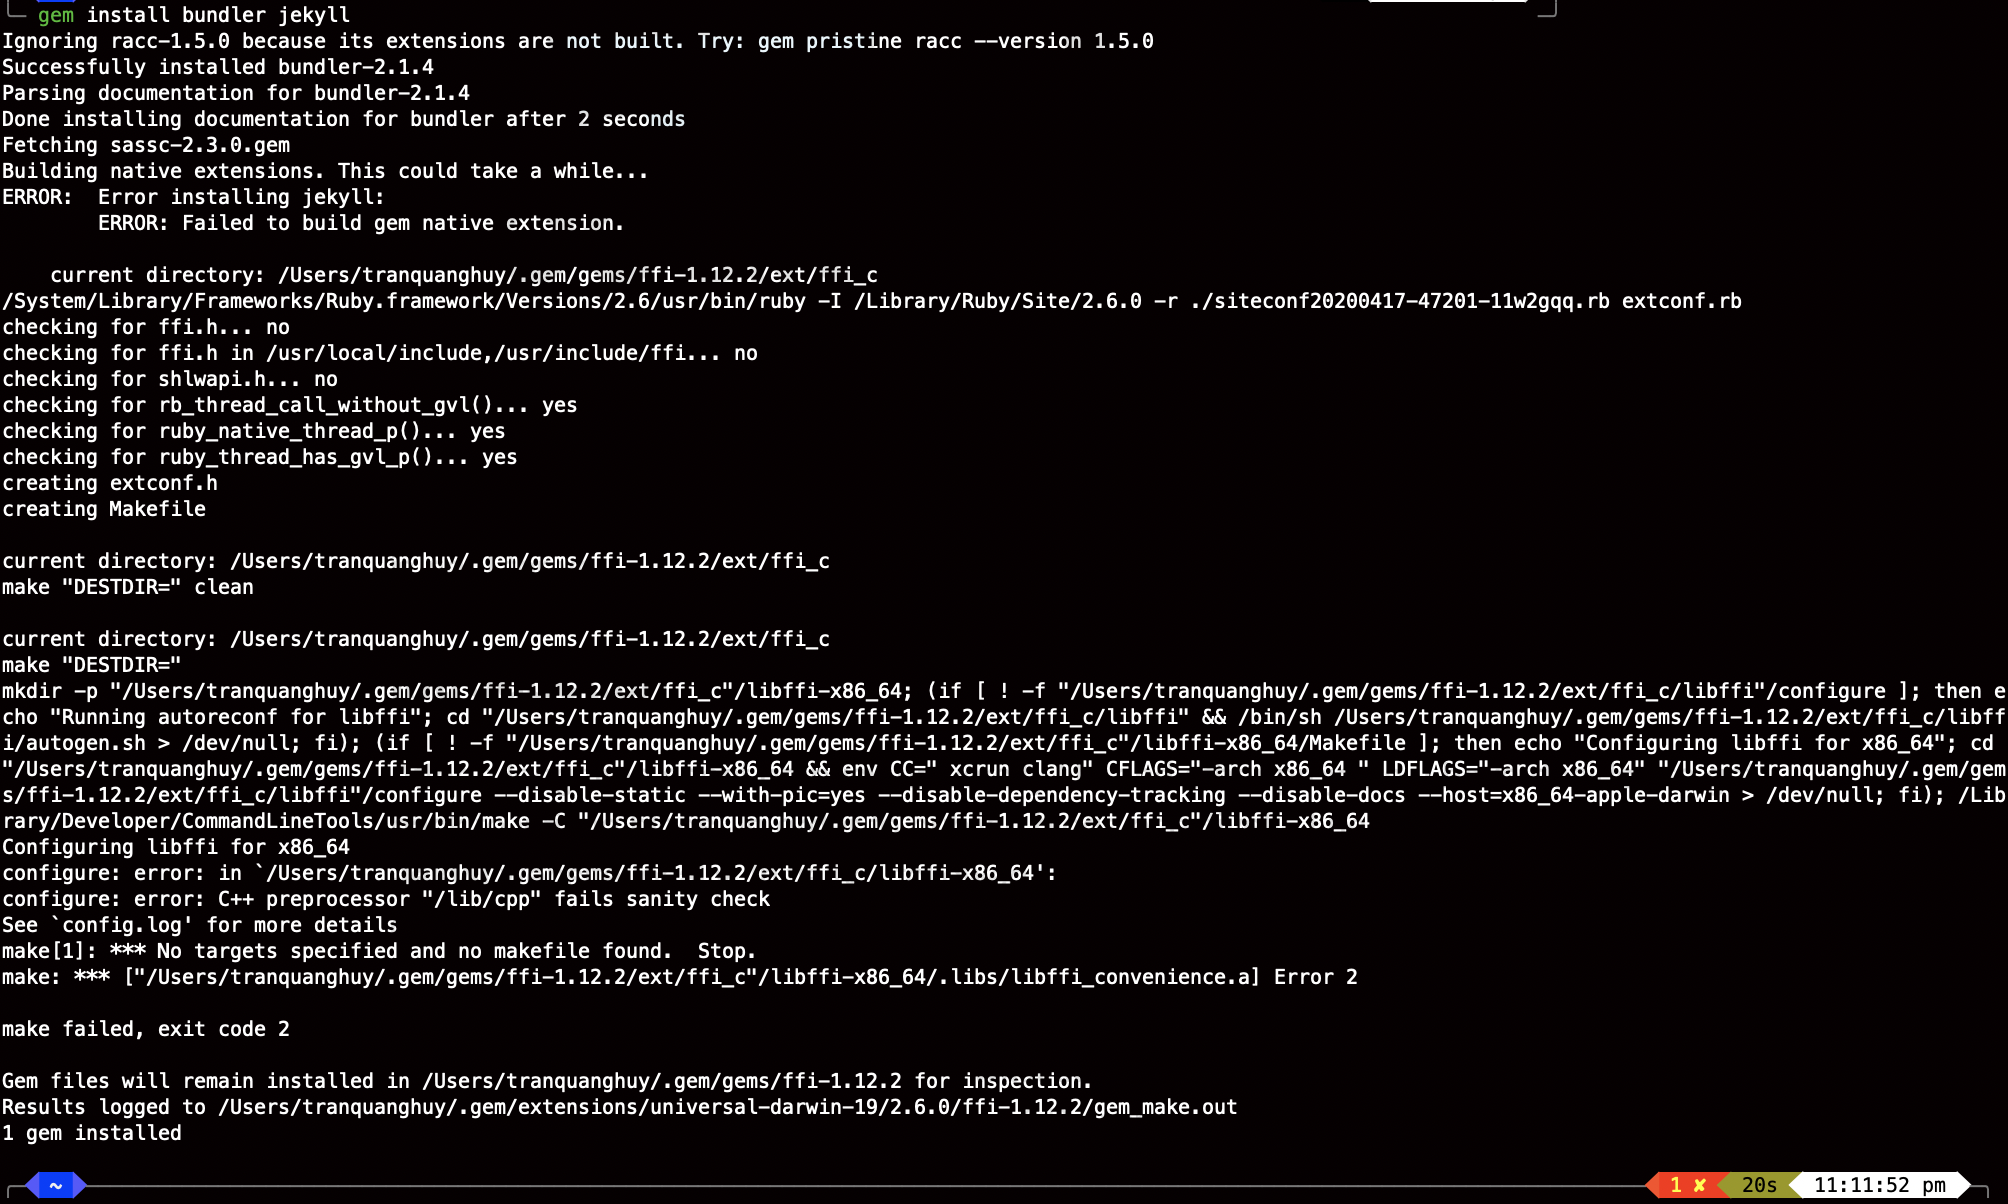 gem install bundler jekyll
Ignoring racc-1.5.0 because its extensions are not built. Try: gem pristine racc --version 1.5.0
Successfully installed bundler-2.1.4
Parsing documentation for bundler-2.1.4
Done installing documentation for bundler after 2 seconds
Fetching sassc-2.3.0.gem
Building native extensions. This could take a while...
ERROR:  Error installing jekyll:
        ERROR: Failed to build gem native extension.

    current directory: /Users/tranquanghuy/.gem/gems/ffi-1.12.2/ext/ffi_c
/System/Library/Frameworks/Ruby.framework/Versions/2.6/usr/bin/ruby -I /Library/Ruby/Site/2.6.0 -r ./siteconf20200417-47201-11w2gqq.rb extconf.rb
checking for ffi.h... no
checking for ffi.h in /usr/local/include,/usr/include/ffi... no
checking for shlwapi.h... no
checking for rb_thread_call_without_gvl()... yes
checking for ruby_native_thread_p()... yes
checking for ruby_thread_has_gvl_p()... yes
creating extconf.h
creating Makefile

current directory: /Users/tranquanghuy/.gem/gems/ffi-1.12.2/ext/ffi_c
make "DESTDIR=" clean

current directory: /Users/tranquanghuy/.gem/gems/ffi-1.12.2/ext/ffi_c
make "DESTDIR="
mkdir -p "/Users/tranquanghuy/.gem/gems/ffi-1.12.2/ext/ffi_c"/libffi-x86_64; (if [ ! -f "/Users/tranquanghuy/.gem/gems/ffi-1.12.2/ext/ffi_c/libffi"/configure ]; then e
cho "Running autoreconf for libffi"; cd "/Users/tranquanghuy/.gem/gems/ffi-1.12.2/ext/ffi_c/libffi" && /bin/sh /Users/tranquanghuy/.gem/gems/ffi-1.12.2/ext/ffi_c/libff
i/autogen.sh > /dev/null; fi); (if [ ! -f "/Users/tranquanghuy/.gem/gems/ffi-1.12.2/ext/ffi_c"/libffi-x86_64/Makefile ]; then echo "Configuring libffi for x86_64"; cd
"/Users/tranquanghuy/.gem/gems/ffi-1.12.2/ext/ffi_c"/libffi-x86_64 && env CC=" xcrun clang" CFLAGS="-arch x86_64 " LDFLAGS="-arch x86_64" "/Users/tranquanghuy/.gem/gem
s/ffi-1.12.2/ext/ffi_c/libffi"/configure --disable-static --with-pic=yes --disable-dependency-tracking --disable-docs --host=x86_64-apple-darwin > /dev/null; fi); /Lib
rary/Developer/CommandLineTools/usr/bin/make -C "/Users/tranquanghuy/.gem/gems/ffi-1.12.2/ext/ffi_c"/libffi-x86_64
Configuring libffi for x86_64
configure: error: in `/Users/tranquanghuy/.gem/gems/ffi-1.12.2/ext/ffi_c/libffi-x86_64':
configure: error: C++ preprocessor "/lib/cpp" fails sanity check
See `config.log' for more details
make[1]: *** No targets specified and no makefile found.  Stop.
make: *** ["/Users/tranquanghuy/.gem/gems/ffi-1.12.2/ext/ffi_c"/libffi-x86_64/.libs/libffi_convenience.a] Error 2

make failed, exit code 2

Gem files will remain installed in /Users/tranquanghuy/.gem/gems/ffi-1.12.2 for inspection.
Results logged to /Users/tranquanghuy/.gem/extensions/universal-darwin-19/2.6.0/ffi-1.12.2/gem_make.out
1 gem installed

~ 1 ✘ 20s 11:11:52 pm